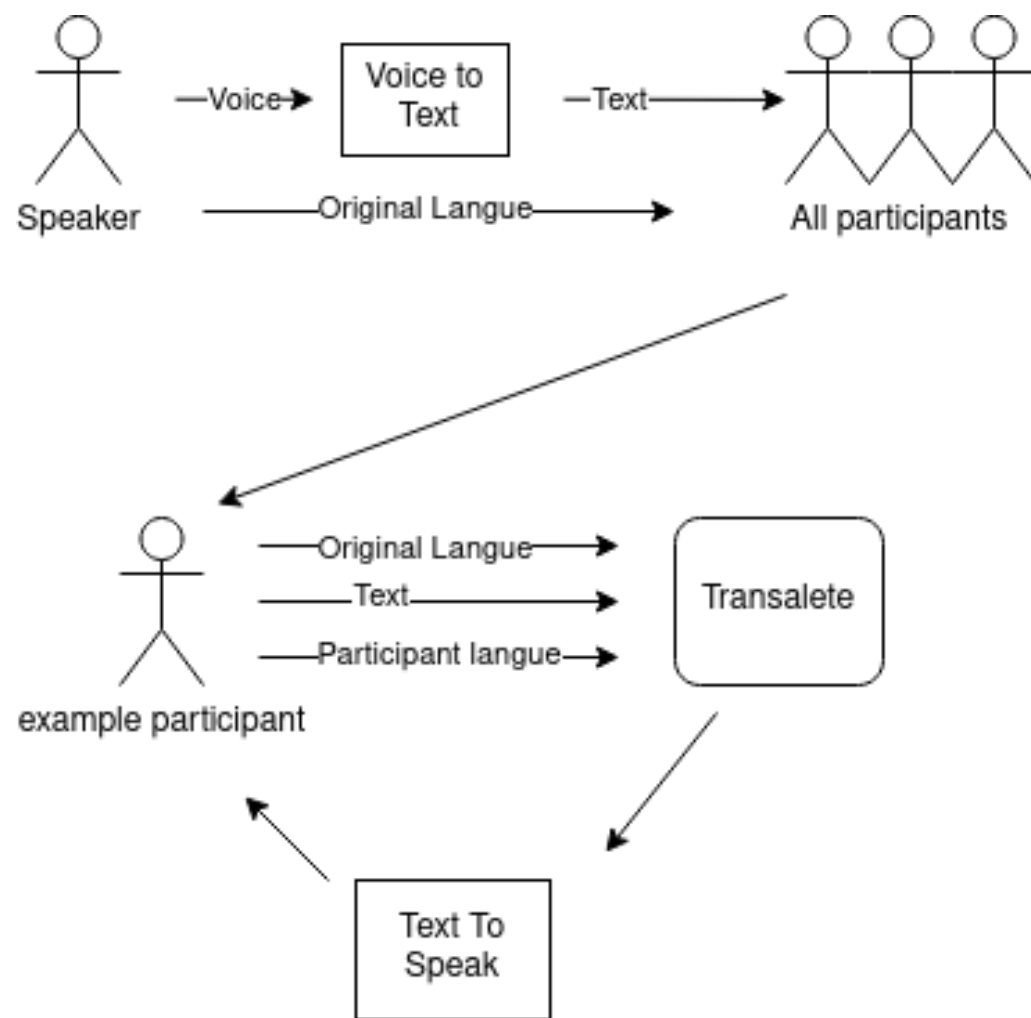 Voice
Voice to
Text
Text
Speaker
Original Langue
All participants
Original Langue
Text
Participant langue
Transalete
example participant
Text To
Speak